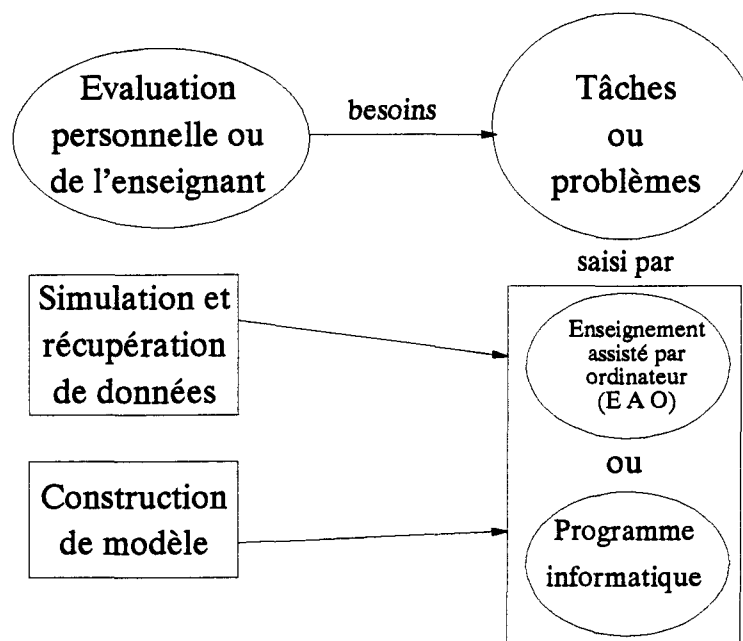 Evaluation
personnelle ou
de l'enseignant
besoins
Tâches
ou
problèmes
saisi par
Simulation et
récupération
de données
Enseignement
assisté par
ordinateur
(E A O)
ou
Construction
de modèle
Programme
informatique